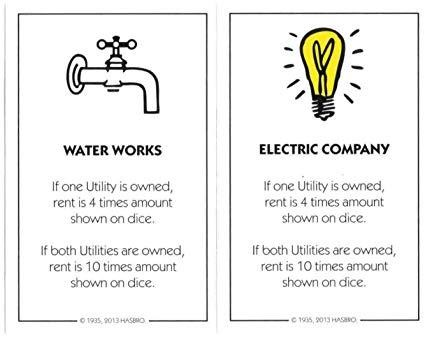 WATER WORKS
If one Utility is owned,
rent is 4 times amount
shown on dice.
If both Utilities are owned,
rent is 10 times amount
shown on dice.
© 1935, 2013 HASBRO.
ELECTRIC COMPANY
If one Utility is owned,
rent is 4 times amount
shown on dice.
If both Utilities are owned,
rent is 10 times amount
shown on dice.
© 1935, 2013 HASBRO.